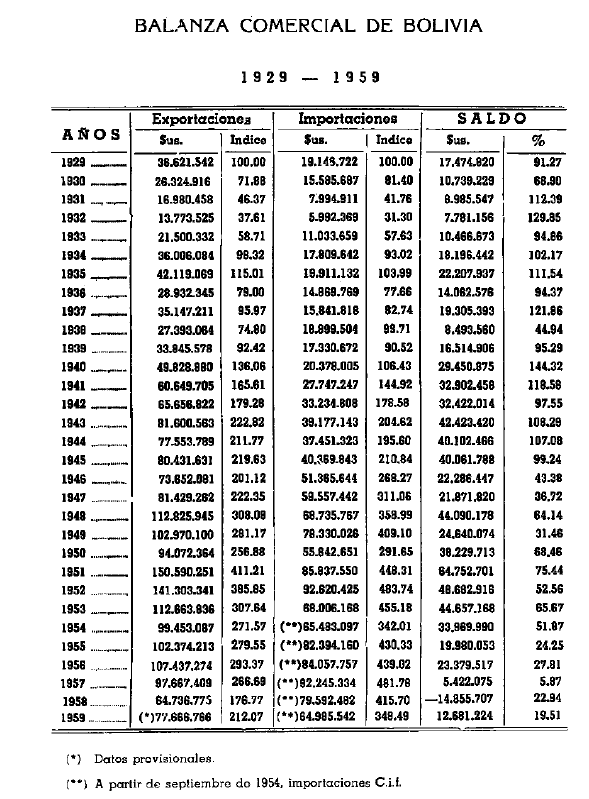 BALANZA COMERCIAL DE BOLIVIA
1929 — 1959
AÑOS Exportaciones Importaciones SALDO
$us. Indice $us. Indice $us. %
1929 36.621.542 100.00 19.146.722 100.00 17.474.820 91.27
1930 26.324.916 71.88 15.585.687 81.40 10.739.229 68.90
1931 16.980.458 46.37 7.994.911 41.76 8.985.547 112.39
1932 13.773.525 37.61 5.992.369 31.30 7.781.156 129.85
1933 21.500.332 58.71 11.033.659 57.63 10.466.673 94.86
1934 36.006.084 98.32 17.809.642 93.02 18.196.442 102.17
1935 42.119.069 115.01 19.911.132 103.99 22.207.937 111.54
1936 28.932.345 79.00 14.869.769 77.66 14.062.576 94.37
1937 35.147.211 95.97 15.841.818 82.74 19.305.393 121.86
1938 27.393.064 74.80 18.899.504 98.71 8.493.560 44.94
1939 33.845.578 92.42 17.330.672 90.52 16.514.906 95.29
1940 49.828.880 136.06 20.378.005 106.43 29.450.875 144.32
1941 60.649.705 165.61 27.747.247 144.92 32.902.458 118.58
1942 65.656.822 179.28 33.234.808 178.58 32.422.014 97.55
1943 81.600.563 222.82 39.177.143 204.62 42.423.420 108.29
1944 77.553.789 211.77 37.451.323 195.60 40.102.466 107.08
1945 80.431.631 219.63 40.369.843 210.84 40.061.788 99.24
1946 73.652.091 201.12 51.365.644 268.27 22.286.447 43.38
1947 81.429.262 222.35 59.557.442 311.06 21.871.820 36.72
1948 112.825.945 308.08 68.735.767 358.99 44.090.178 64.14
1949 102.970.100 281.17 78.330.026 409.10 24.640.074 31.46
1950 94.072.364 256.88 55.842.651 291.65 38.229.713 68.46
1951 150.590.251 411.21 85.837.550 448.31 64.752.701 75.44
1952 141.303.341 385.85 92.620.425 483.74 48.682.916 52.56
1953 112.663.336 307.64 68.006.168 455.18 44.657.168 65.67
1954 99.453.087 271.57 (**)65.483.097 342.01 33.969.990 51.87
1955 102.374.213 279.55 (**)82.394.160 430.33 19.980.053 24.25
1956 107.437.274 293.37 (**)84.057.757 439.02 23.379.517 27.81
1957 97.667.409 266.69 (**)92.245.334 481.78 5.422.075 5.87
1958 64.736.775 176.77 (**)79.592.482 415.70 —14.855.707 22.94
1959 (*)77.666.766 212.07 (**)64.985.542 348.49 12.681.224 19.51
(*) Datos provisionales.
(**) A partir de septiembre de 1954, importaciones C.i.f.